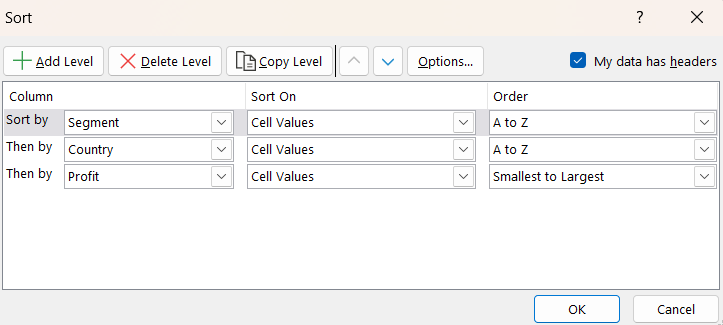 Sort ?
Add Level Delete Level Copy Level Options... My data has headers
Column Sort On Order
Sort by Segment Cell Values A to Z
Then by Country Cell Values A to Z
Then by Profit Cell Values Smallest to Largest
OK Cancel